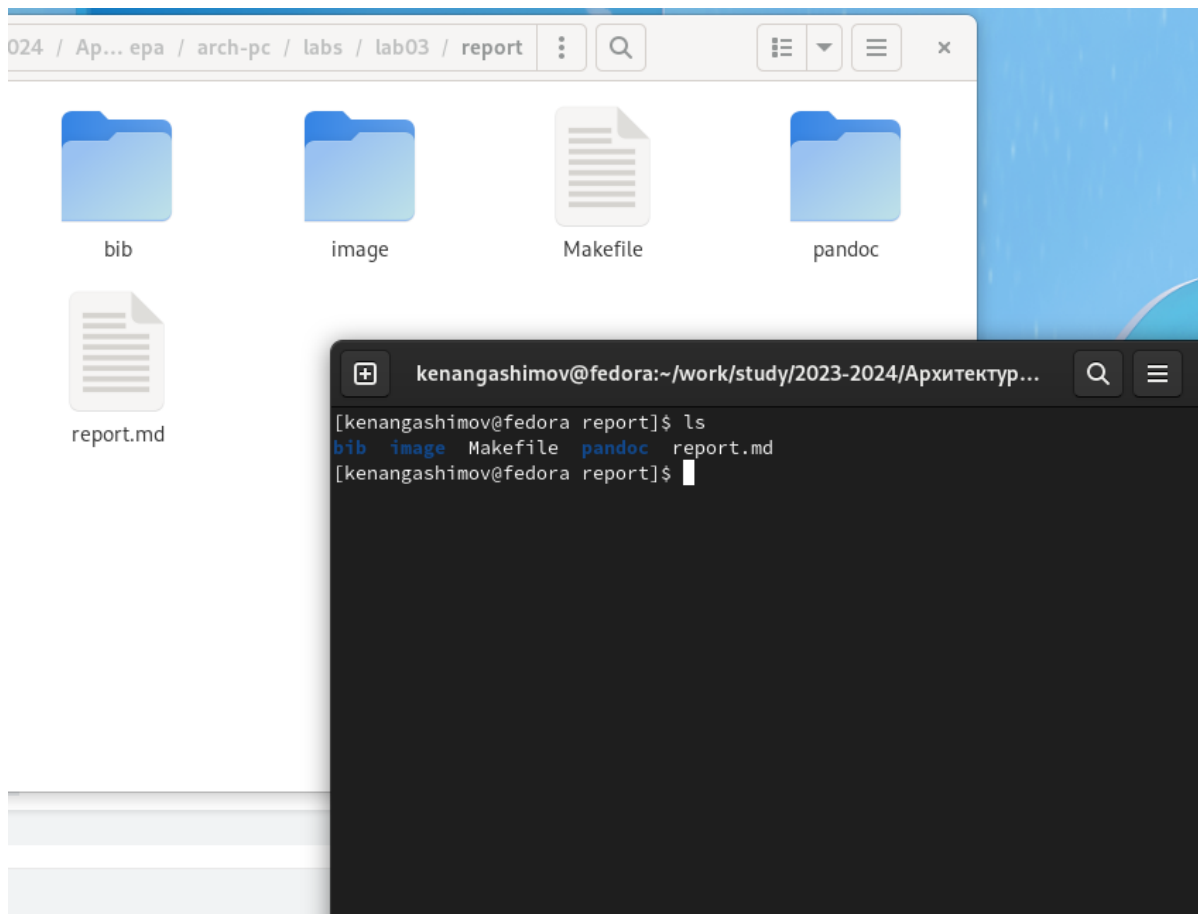 024 / Ар... ера / arch-pc / labs / lab03 / report
bib
image
Makefile
pandoc
report.md
kenangashimov@fedora:~/work/study/2023-2024/Архитектур...
[kenangashimov@fedora report]$ ls
bib image Makefile pandoc report.md
[kenangashimov@fedora report]$